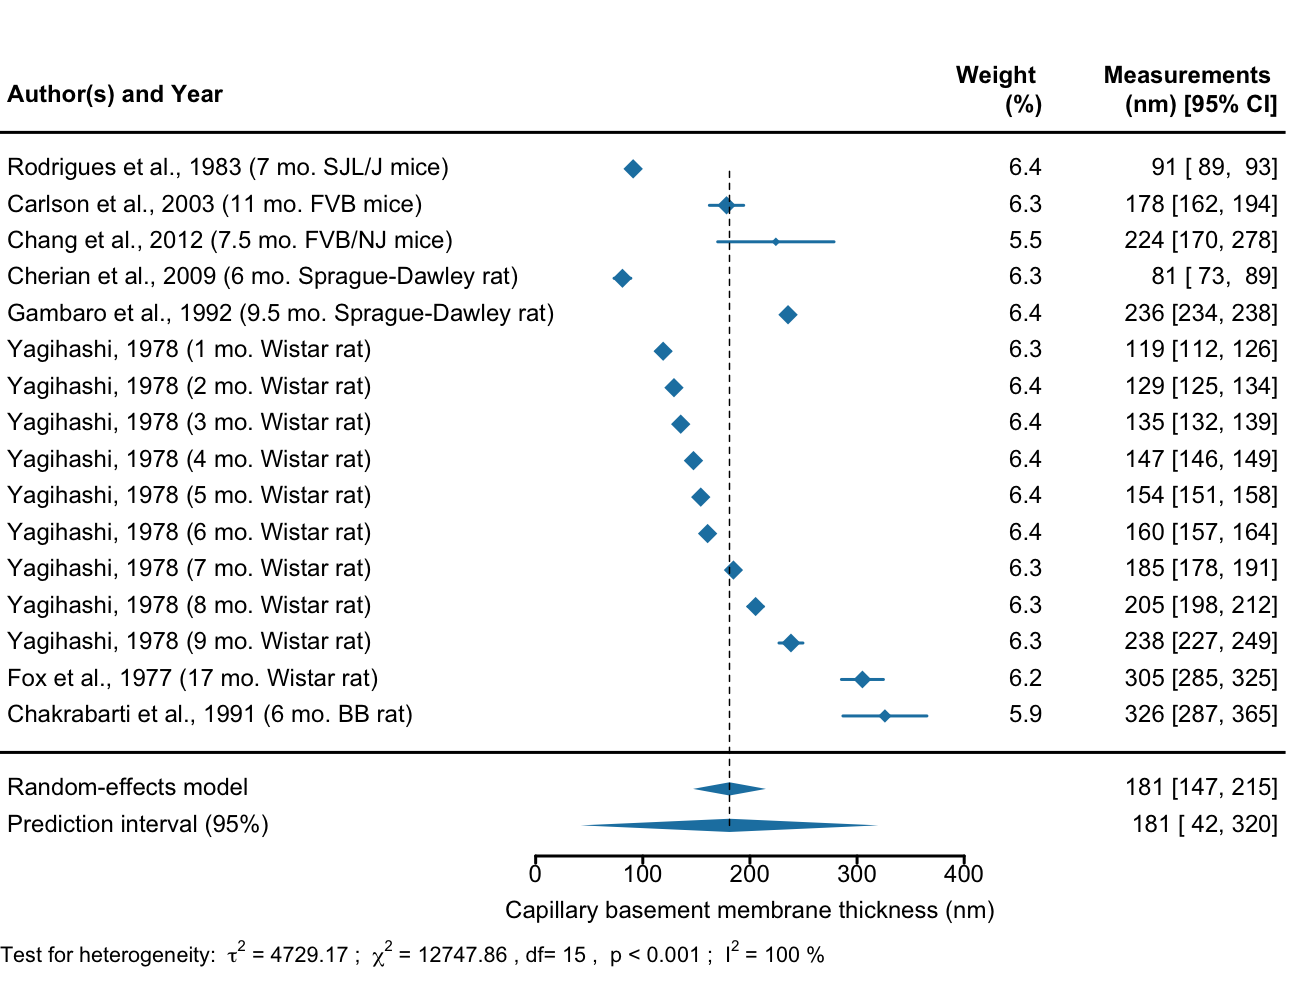 Author(s) and Year Weight (%) Measurements (nm) [95% CI]
Rodrigues et al., 1983 (7 mo. SJL/J mice) 6.4 91 [ 89, 93]
Carlson et al., 2003 (11 mo. FVB mice) 6.3 178 [162, 194]
Chang et al., 2012 (7.5 mo. FVB/NJ mice) 5.5 224 [170, 278]
Cherian et al., 2009 (6 mo. Sprague-Dawley rat) 6.3 81 [ 73, 89]
Gambaro et al., 1992 (9.5 mo. Sprague-Dawley rat) 6.4 236 [234, 238]
Yagihashi, 1978 (1 mo. Wistar rat) 6.3 119 [112, 126]
Yagihashi, 1978 (2 mo. Wistar rat) 6.4 129 [125, 134]
Yagihashi, 1978 (3 mo. Wistar rat) 6.4 135 [132, 139]
Yagihashi, 1978 (4 mo. Wistar rat) 6.4 147 [146, 149]
Yagihashi, 1978 (5 mo. Wistar rat) 6.4 154 [151, 158]
Yagihashi, 1978 (6 mo. Wistar rat) 6.4 160 [157, 164]
Yagihashi, 1978 (7 mo. Wistar rat) 6.3 185 [178, 191]
Yagihashi, 1978 (8 mo. Wistar rat) 6.3 205 [198, 212]
Yagihashi, 1978 (9 mo. Wistar rat) 6.3 238 [227, 249]
Fox et al., 1977 (17 mo. Wistar rat) 6.2 305 [285, 325]
Chakrabarti et al., 1991 (6 mo. BB rat) 5.9 326 [287, 365]
Random-effects model 181 [147, 215]
Prediction interval (95%) 181 [ 42, 320]
0 100 200 300 400
Capillary basement membrane thickness (nm)
Test for heterogeneity: τ² = 4729.17 ; χ² = 12747.86 , df= 15 , p < 0.001 ; I² = 100 %